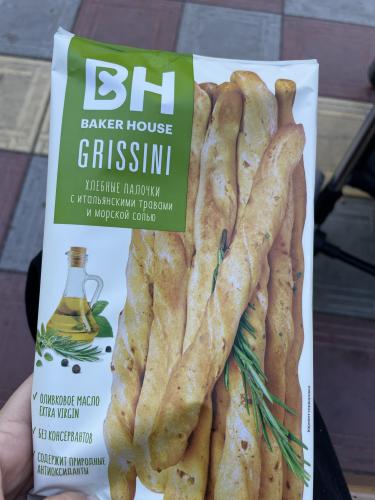 BH
BAKER HOUSE
GRISSINI
ХЛЕБНЫЕ ПАЛОЧКИ
С ИТАЛЬЯНСКИМИ ТРАВАМИ
И МОРСКОЙ СОЛЬЮ
✓ ОЛИВКОВОЕ МАСЛО
EXTRA VIRGIN
✓ БЕЗ КОНСЕРВАНТОВ
✓ СОДЕРЖИТ ПРИРОДНЫЕ
АНТИОКСИДАНТЫ